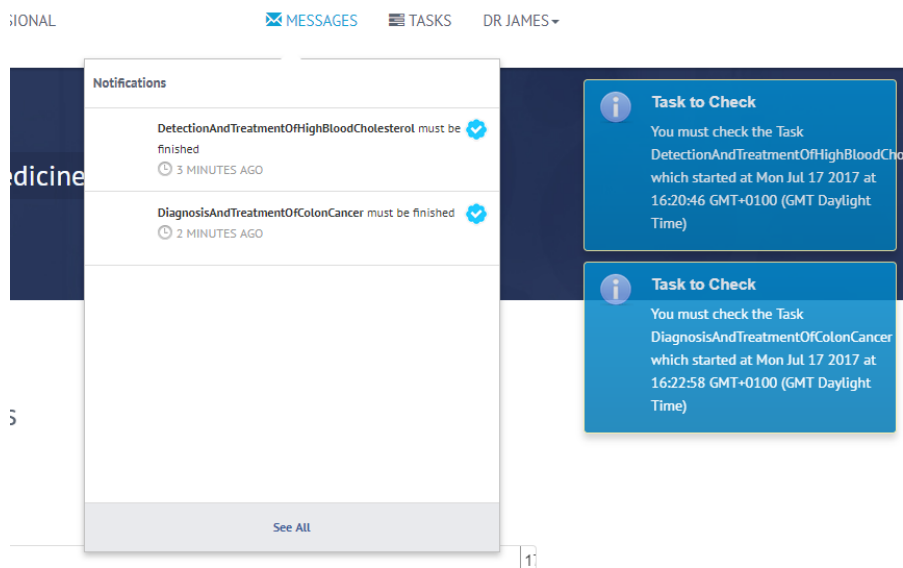 SIONAL
MESSAGES
TASKS
DR JAMES
Notifications
DetectionAndTreatmentOfHighBloodCholesterol must be
finished
3 MINUTES AGO
DiagnosisAndTreatmentOfColonCancer must be finished
2 MINUTES AGO
See All
edicine
s
Task to Check
You must check the Task
DetectionAndTreatmentOfHighBloodCho
which started at Mon Jul 17 2017 at
16:20:46 GMT+0100 (GMT Daylight
Time)
Task to Check
You must check the Task
DiagnosisAndTreatmentOfColonCancer
which started at Mon Jul 17 2017 at
16:22:58 GMT+0100 (GMT Daylight
Time)